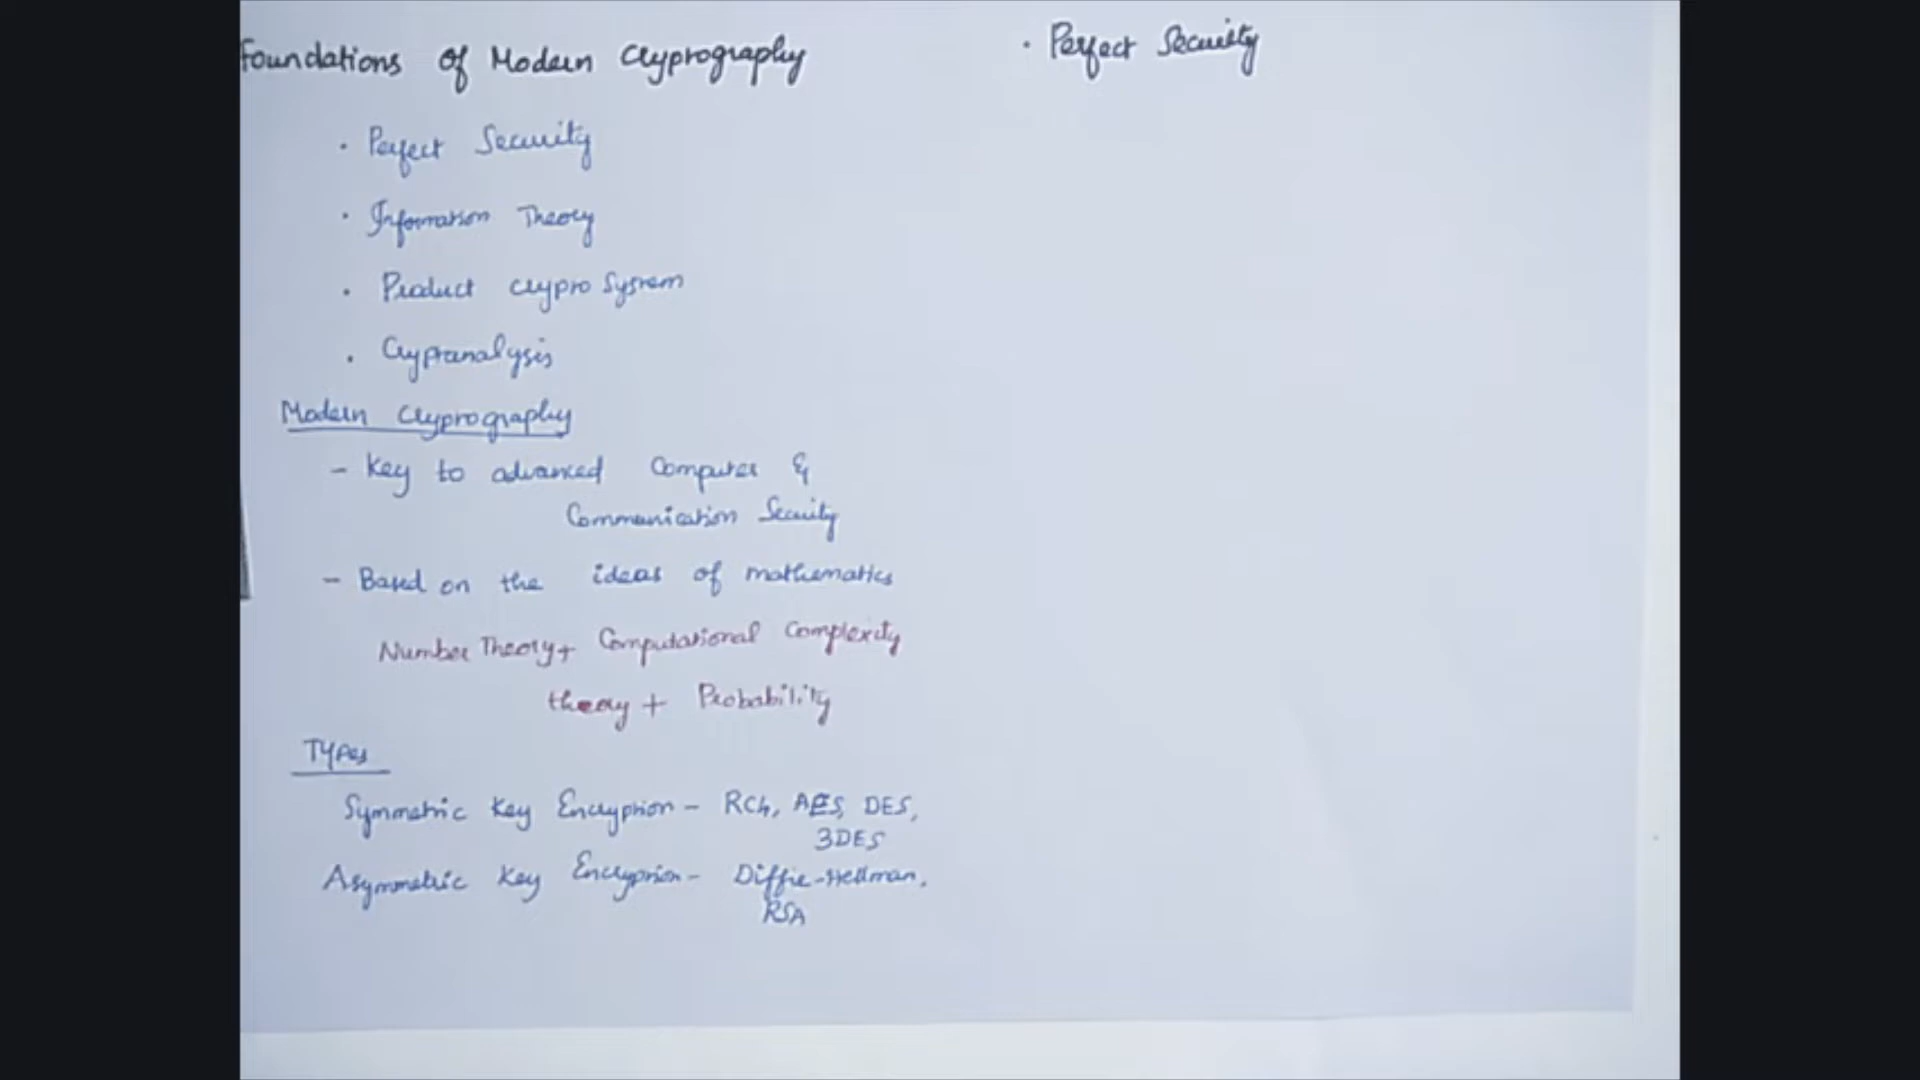 Foundations of Modern Cryptography
. Perfect Security
. Information Theory
. Product crypto System
. Cryptanalysis
Modern Cryptography
- Key to advanced Computer &
Communication Security
- Based on the ideas of mathematics
Number Theory + Computational Complexity
theory + Probability
Types
Symmetric Key Encryption - RC4, AES, DES,
3DES
Asymmetric Key Encryption - Diffie-Hellman,
RSA
. Perfect Security